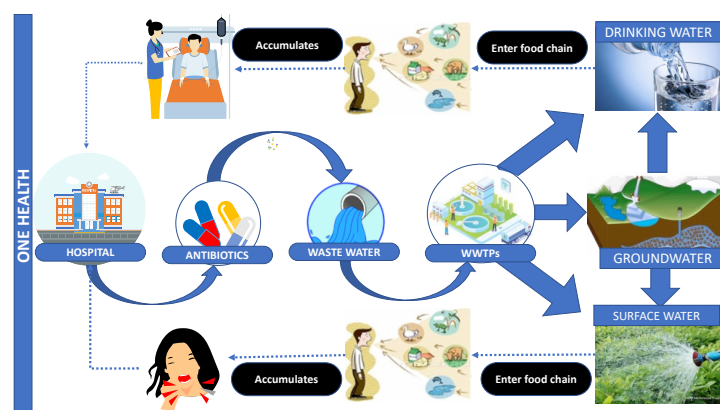 ONE HEALTH
Accumulates
Enter food chain
DRINKING WATER
HOSPITAL
ANTIBIOTICS
WASTE WATER
WWTPs
GROUNDWATER
SURFACE WATER
Accumulates
Enter food chain